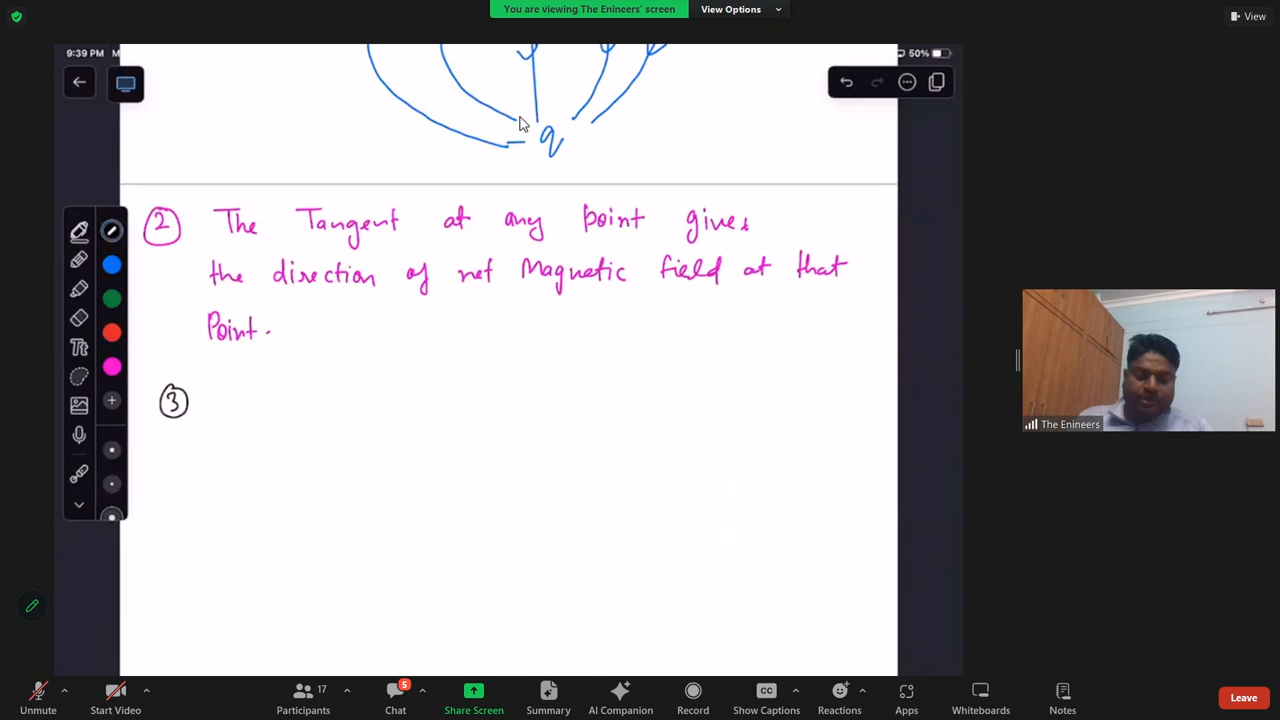 You are viewing The Enineers' screen
View Options
View
9:39 PM M
50%
- q
2 The Tangent at any point gives
the direction of net Magnetic field at that
Point.
3
Tt
The Enineers
Unmute
Start Video
17
Participants
5
Chat
Share Screen
Summary
AI Companion
Record
CC
Show Captions
Reactions
Apps
Whiteboards
Notes
Leave